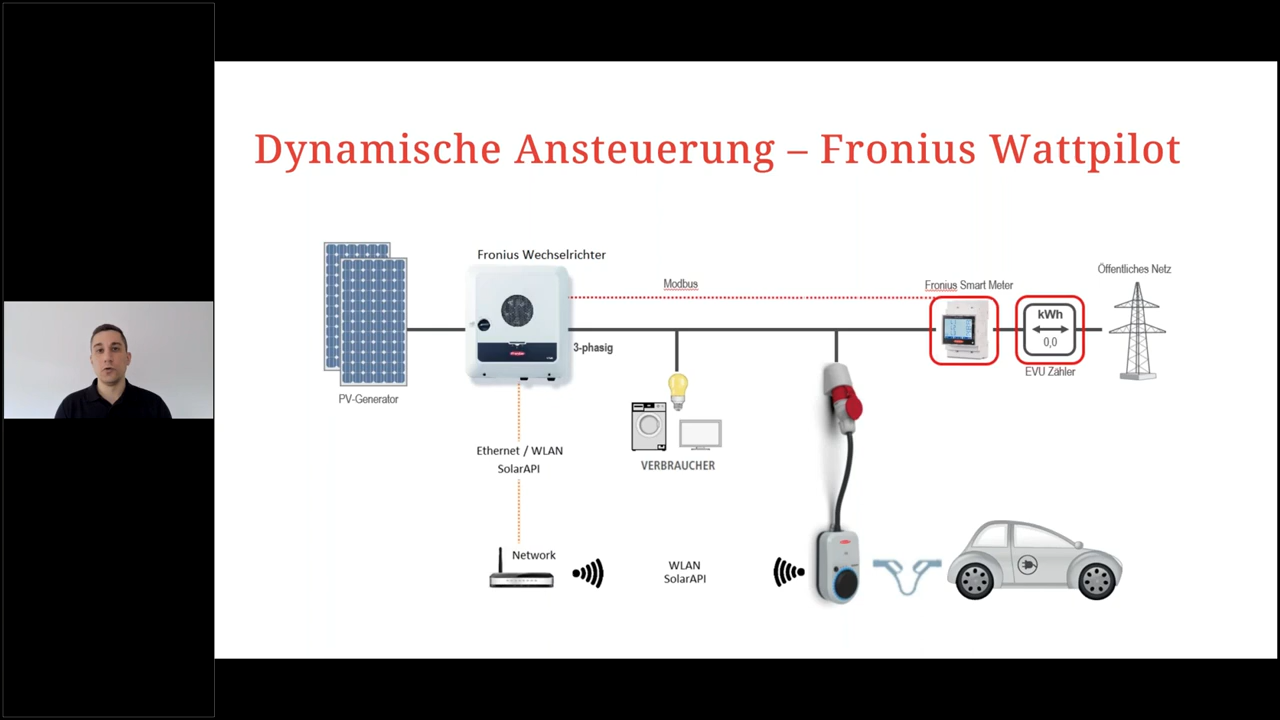 Dynamische Ansteuerung – Fronius Wattpilot
Fronius Wechselrichter
Modbus
Fronius Smart Meter
Öffentliches Netz
kWh
0,0
3-phasig
EVU Zähler
PV-Generator
Ethernet / WLAN
SolarAPI
VERBRAUCHER
Network
WLAN
SolarAPI